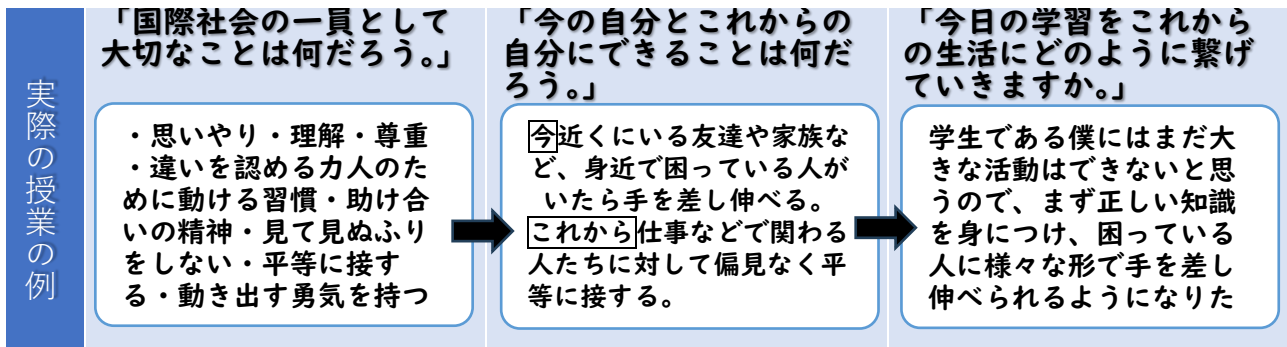 実際の授業の例
「国際社会の一員として
大切なことは何だろう。」
・思いやり・理解・尊重
・違いを認める力人のた
めに動ける習慣・助け合
いの精神・見て見ぬふり
をしない・平等に接す
る・動き出す勇気を持つ
「今の自分とこれからの
自分にできることは何だ
ろう。」
今近くにいる友達や家族な
ど、身近で困っている人が
いたら手を差し伸べる。
これから仕事などで関わる
人たちに対して偏見なく平
等に接する。
「今日の学習をこれから
の生活にどのように繋げ
ていきますか。」
学生である僕にはまだ大
きな活動はできないと思
うので、まず正しい知識
を身につけ、困っている
人に様々な形で手を差し
伸べられるようになりた